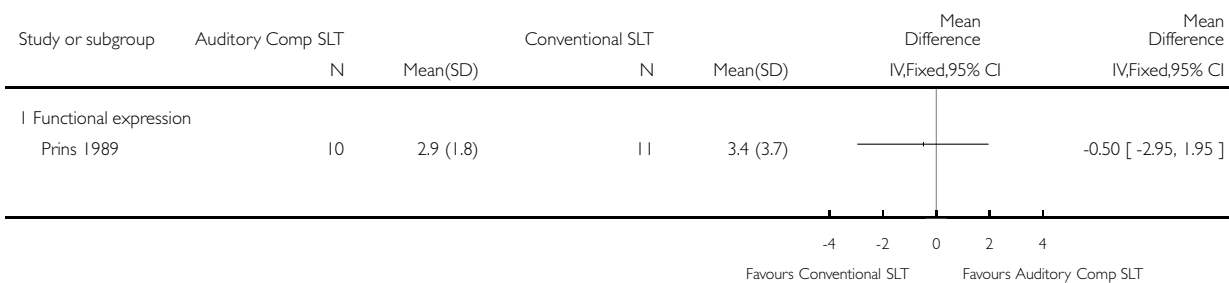 Study or subgroup Auditory Comp SLT Conventional SLT Mean Difference Mean Difference
N Mean(SD) N Mean(SD) IV,Fixed,95% CI IV,Fixed,95% CI
1 Functional expression
Prins 1989 10 2.9 (1.8) 11 3.4 (3.7) -0.50 [ -2.95, 1.95 ]
-4 -2 0 2 4
Favours Conventional SLT Favours Auditory Comp SLT